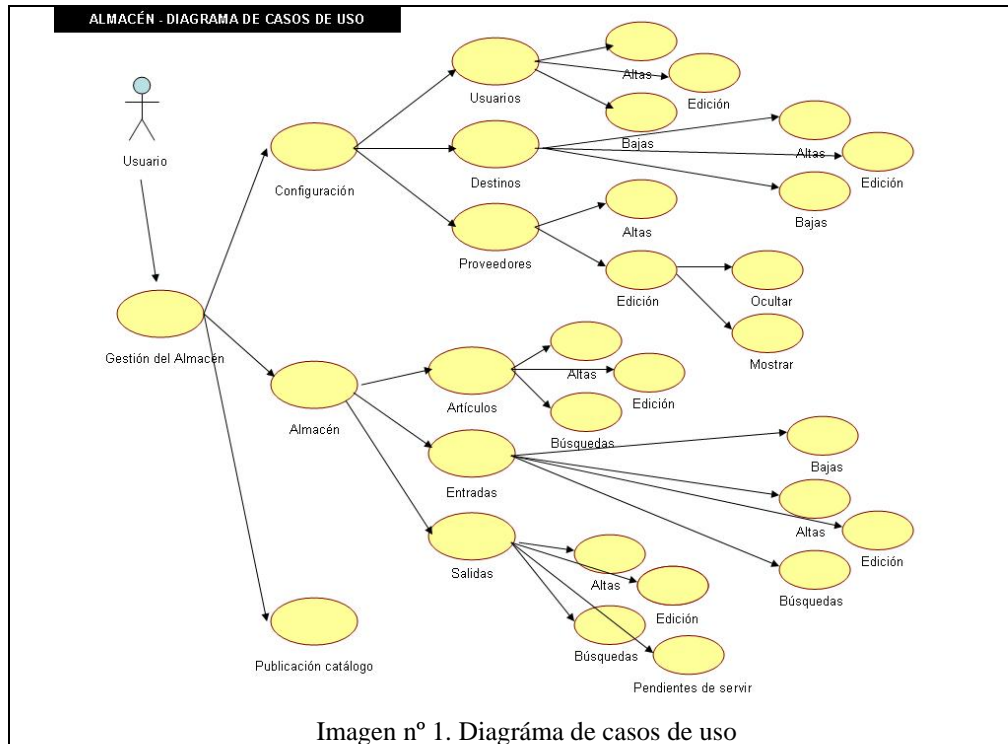 ALMACÉN - DIAGRAMA DE CASOS DE USO
Usuario
Gestión del Almacén
Configuración
Usuarios
Altas
Edición
Bajas
Destinos
Altas
Edición
Bajas
Proveedores
Altas
Edición
Ocultar
Mostrar
Almacén
Artículos
Altas
Edición
Búsquedas
Entradas
Bajas
Altas
Edición
Búsquedas
Salidas
Altas
Edición
Búsquedas
Pendientes de servir
Publicación catálogo
Imagen nº 1. Diagráma de casos de uso